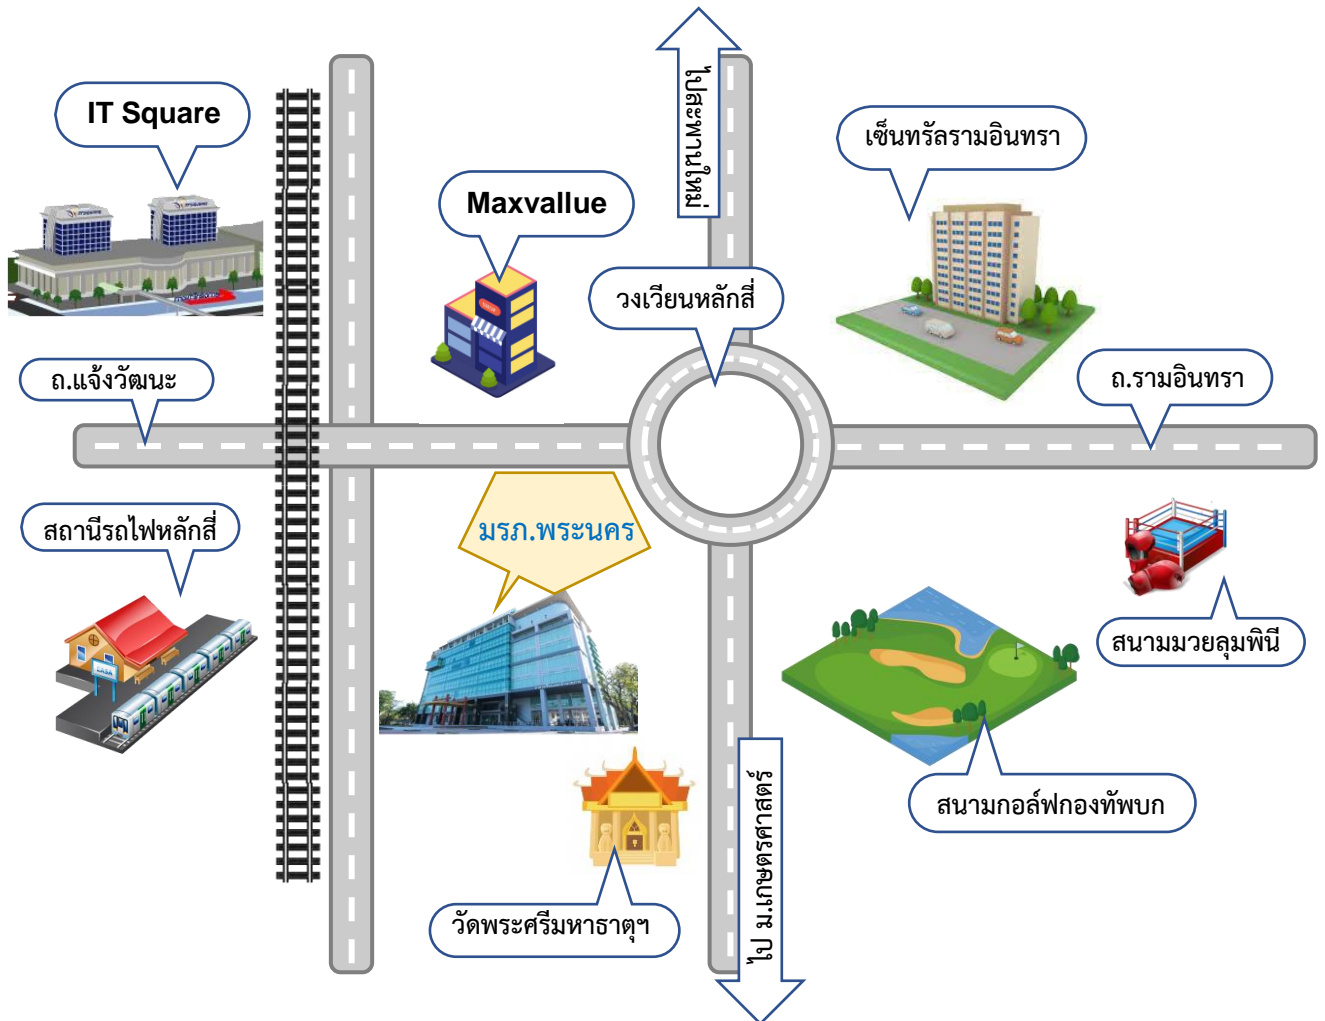 ไปสะพานใหม่
IT Square
เซ็นทรัลรามอินทรา
Maxvallue
วงเวียนหลักสี่
ถ.แจ้งวัฒนะ
ถ.รามอินทรา
สถานีรถไฟหลักสี่
มรภ.พระนคร
สนามมวยลุมพินี
สนามกอล์ฟกองทัพบก
วัดพระศรีมหาธาตุฯ
ไป ม.เกษตรศาสตร์